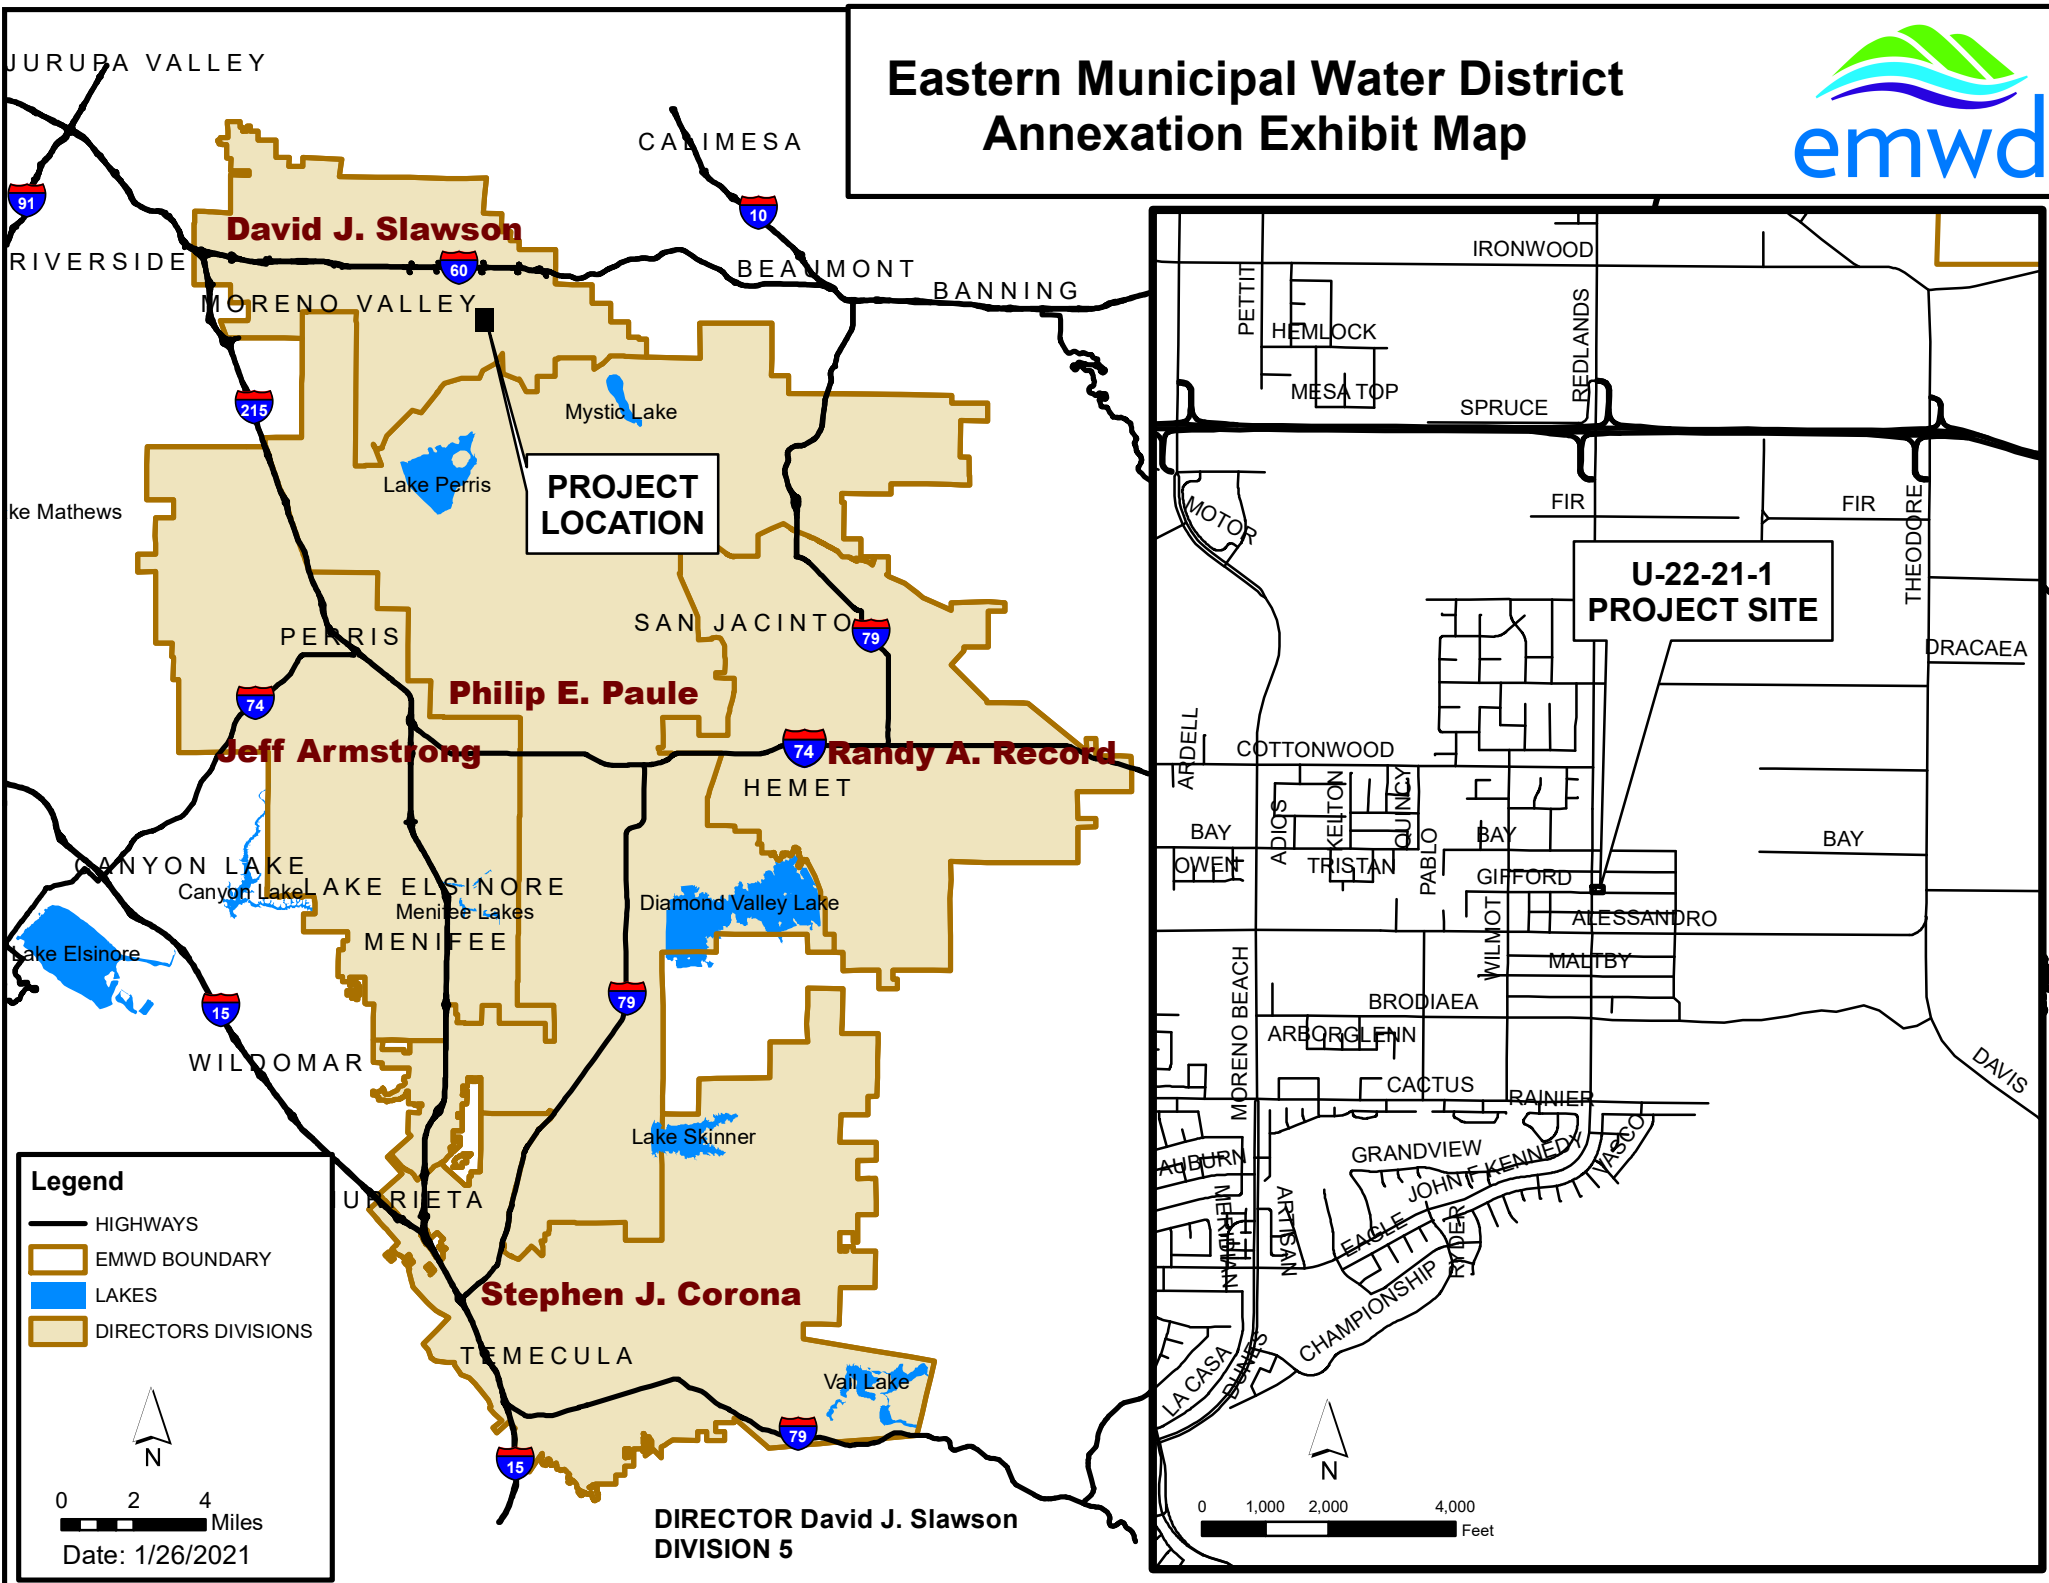 Eastern Municipal Water District
Annexation Exhibit Map
emwd
JURUPA VALLEY
CALIMESA
91
10
David J. Slawson
RIVERSIDE
60
BEAUMONT
BANNING
MORENO VALLEY
215
Mystic Lake
Lake Perris
PROJECT
LOCATION
ke Mathews
SAN JACINTO
79
PERRIS
74
Philip E. Paule
Jeff Armstrong
74
Randy A. Record
HEMET
CANYON LAKE
Canyon Lake
LAKE ELSINORE
Menifee Lakes
Diamond Valley Lake
MENIFEE
Lake Elsinore
15
79
WILDOMAR
Lake Skinner
URRIETA
Stephen J. Corona
TEMECULA
Vail Lake
79
15
Legend
HIGHWAYS
EMWD BOUNDARY
LAKES
DIRECTORS DIVISIONS
N
0 2 4
Miles
Date: 1/26/2021
DIRECTOR David J. Slawson
DIVISION 5
IRONWOOD
PETTIT
REDLANDS
HEMLOCK
MESA TOP
SPRUCE
MOTOR
FIR
FIR
THEODORE
U-22-21-1
PROJECT SITE
DRACAEA
ARDELL
COTTONWOOD
ADIOS
KELTON
QUINCY
PABLO
BAY
BAY
BAY
OWEN
TRISTAN
GIFFORD
ALESSANDRO
WILMOT
MALTBY
MORENO BEACH
BRODIAEA
ARBORGLENN
CACTUS
RAINIER
DAVIS
VASCO
GRANDVIEW
JOHN F KENNEDY
AUBURN
MERIDIAN
ARTISAN
EAGLE
RYDER
CHAMPIONSHIP
LA CASA
DUNES
N
0 1,000 2,000 4,000
Feet